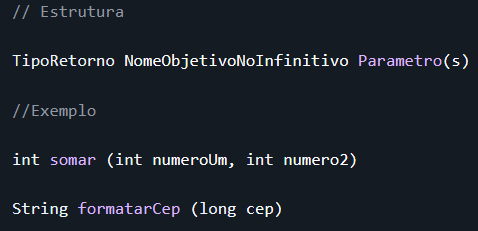 // Estrutura
TipoRetorno NomeObjetivoNoInfinitivo Parametro(s)
//Exemplo
int somar (int numeroUm, int numero2)
String formatarCep (long cep)